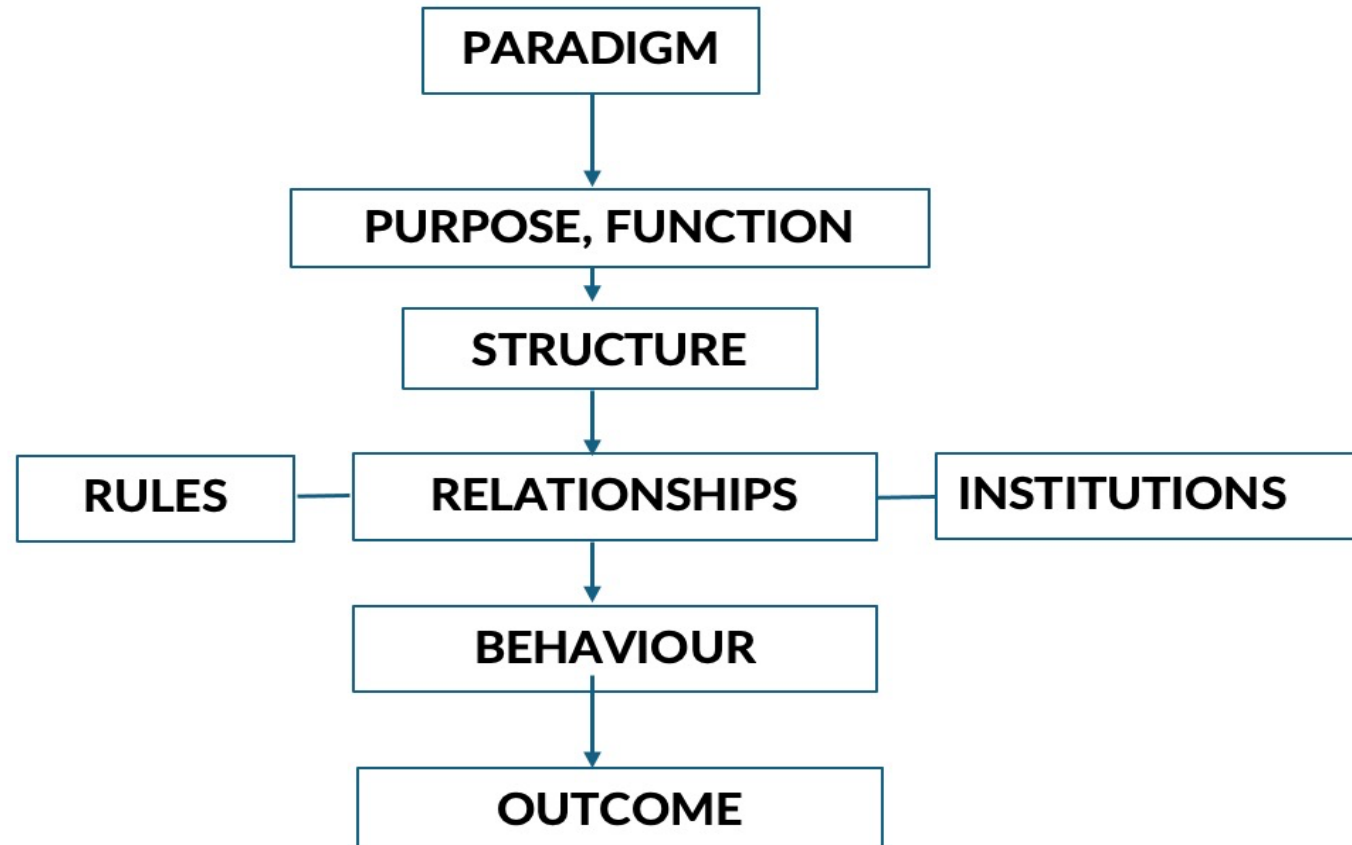 PARADIGM
PURPOSE, FUNCTION
STRUCTURE
RULES
RELATIONSHIPS
INSTITUTIONS
BEHAVIOUR
OUTCOME